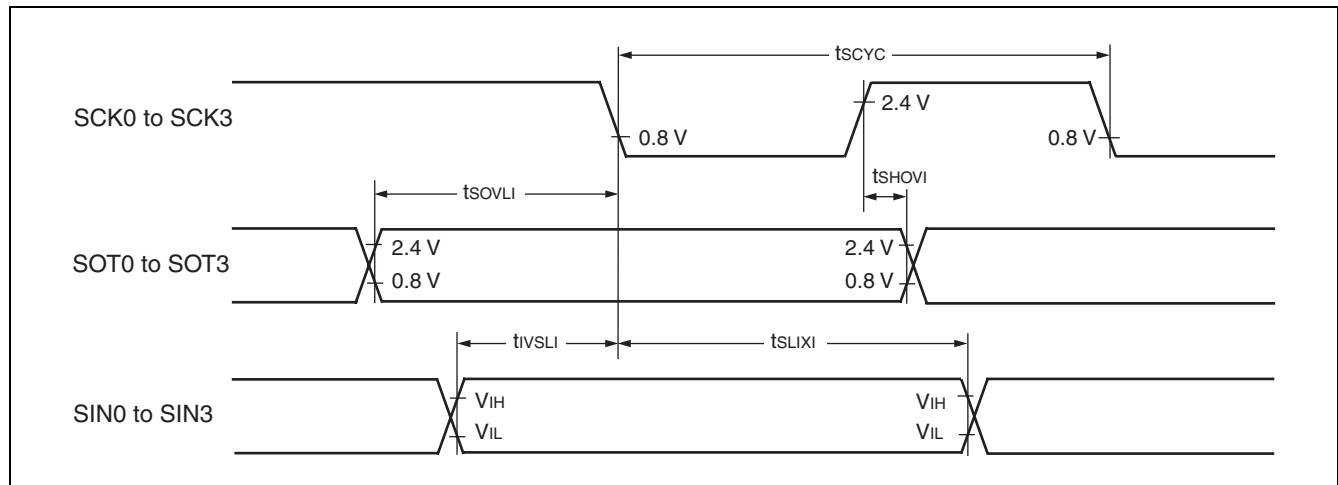 tSCYC
SCK0 to SCK3
2.4 V
0.8 V
0.8 V
tSHOVI
tSOVLI
SOT0 to SOT3
2.4 V
2.4 V
0.8 V
0.8 V
tIVSLI
tSLIXI
SIN0 to SIN3
VIH
VIH
VIL
VIL